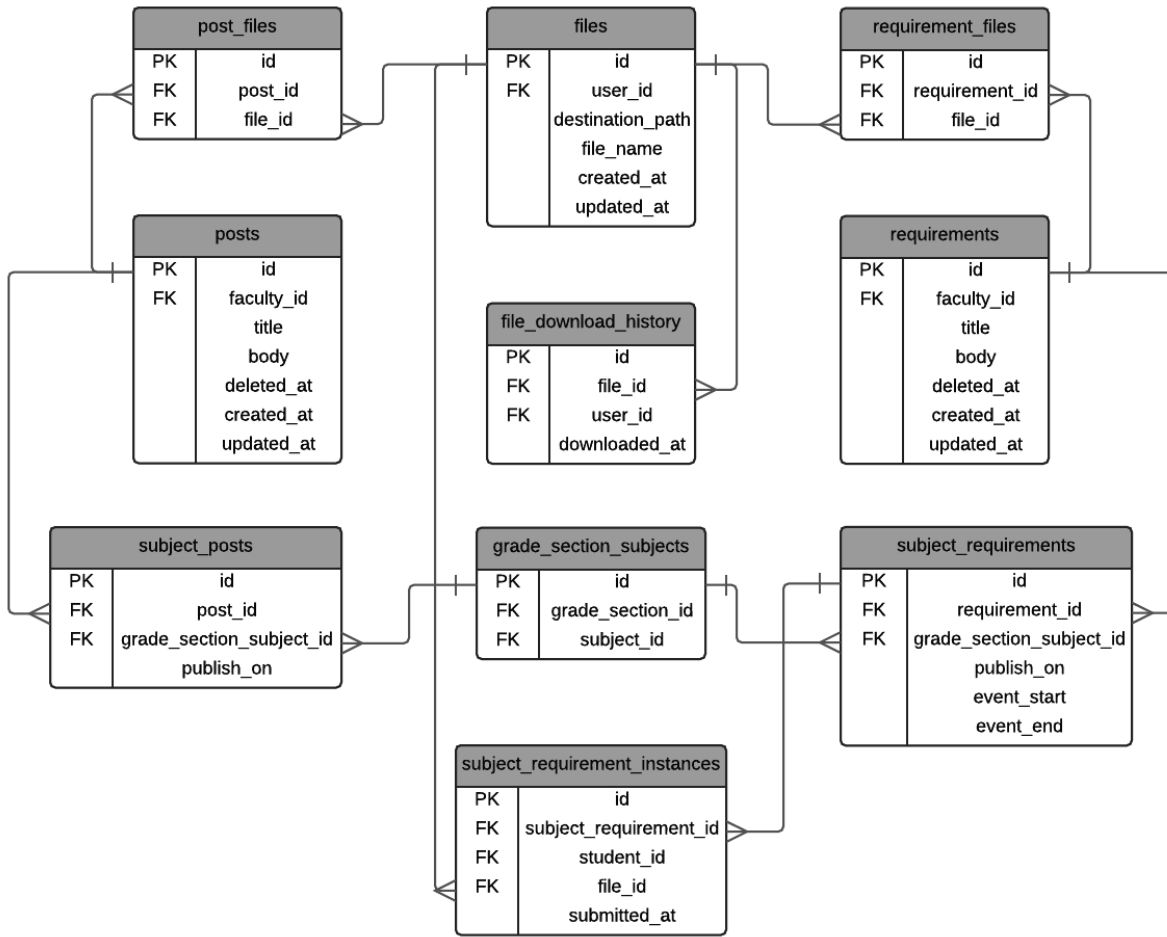 post_files
PK id
FK post_id
FK file_id
files
PK id
FK user_id
destination_path
file_name
created_at
updated_at
requirement_files
PK id
FK requirement_id
FK file_id
posts
PK id
FK faculty_id
title
body
deleted_at
created_at
updated_at
file_download_history
PK id
FK file_id
FK user_id
downloaded_at
requirements
PK id
FK faculty_id
title
body
deleted_at
created_at
updated_at
subject_posts
PK id
FK post_id
FK grade_section_subject_id
publish_on
grade_section_subjects
PK id
FK grade_section_id
FK subject_id
subject_requirements
PK id
FK requirement_id
FK grade_section_subject_id
publish_on
event_start
event_end
subject_requirement_instances
PK id
FK subject_requirement_id
FK student_id
FK file_id
submitted_at